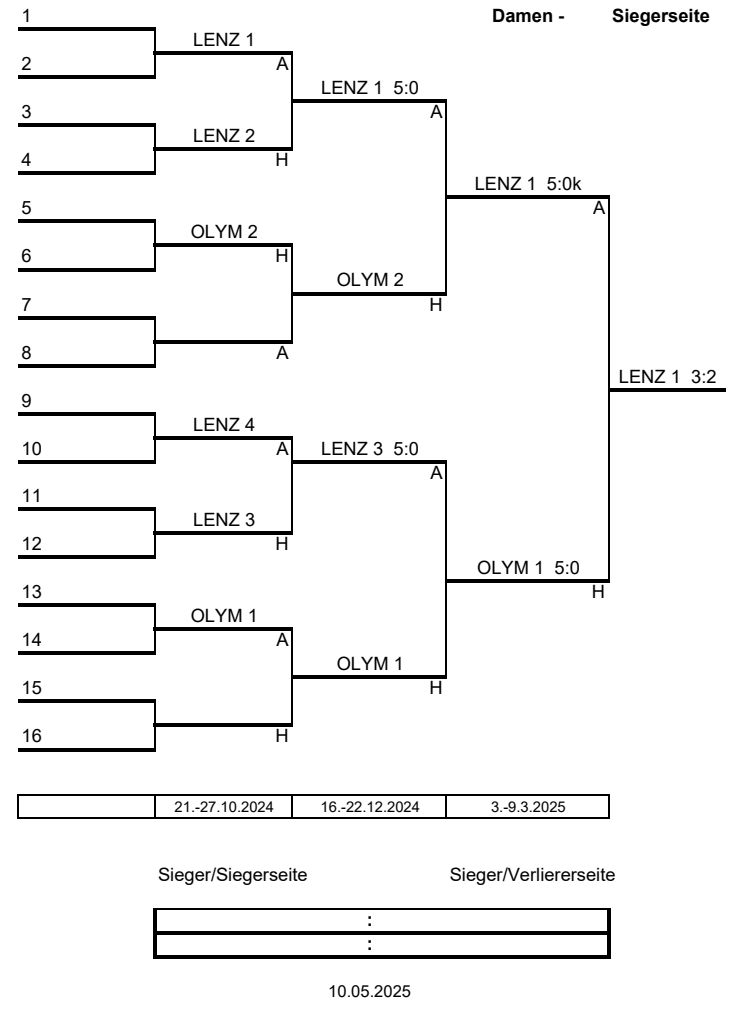 1
Damen - Siegerseite
LENZ 1
2
A
LENZ 1 5:0
3
A
LENZ 2
4
H
LENZ 1 5:0k
5
A
OLYM 2
6
H
OLYM 2
7
H
8
A
LENZ 1 3:2
9
LENZ 4
10
A
LENZ 3 5:0
A
11
LENZ 3
12
H
OLYM 1 5:0
13
H
OLYM 1
14
A
OLYM 1
15
H
16
H
21.-27.10.2024 16.-22.12.2024 3.-9.3.2025
Sieger/Siegerseite Sieger/Verliererseite
:
:
10.05.2025